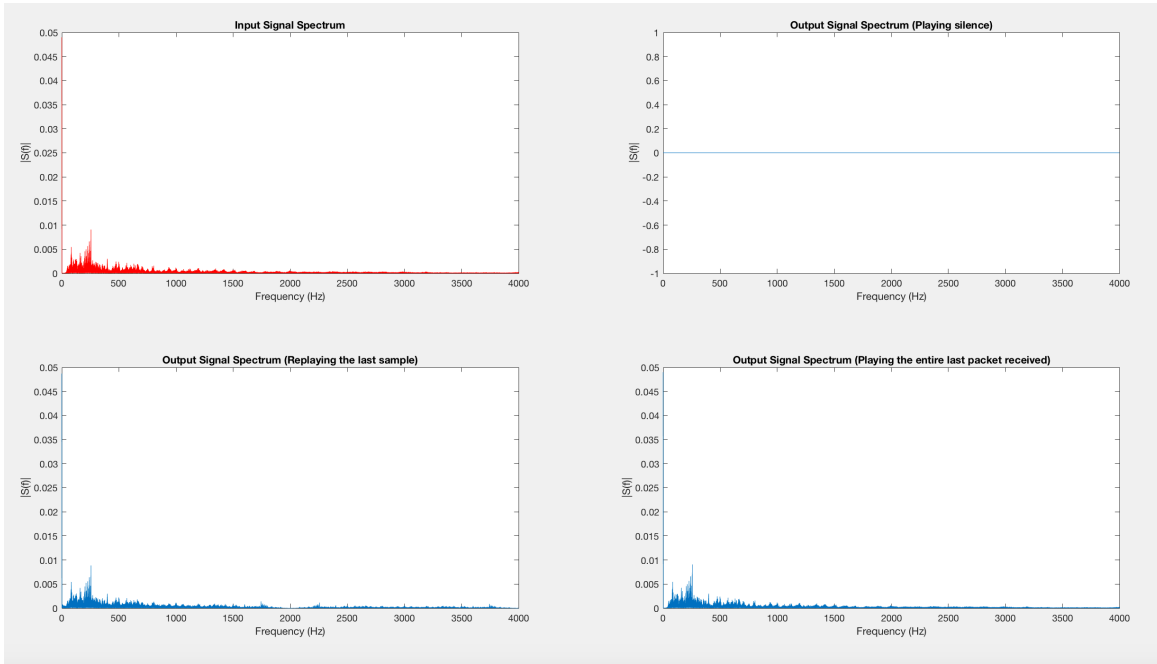 Input Signal Spectrum
0.05
0.045
0.04
0.035
0.03
0.025
0.02
0.015
0.01
0.005
0
|S(f)|
0 500 1000 1500 2000 2500 3000 3500 4000
Frequency (Hz)
Output Signal Spectrum (Playing silence)
1
0.8
0.6
0.4
0.2
0
-0.2
-0.4
-0.6
-0.8
-1
|S(f)|
0 500 1000 1500 2000 2500 3000 3500 4000
Frequency (Hz)
Output Signal Spectrum (Replaying the last sample)
0.05
0.045
0.04
0.035
0.03
0.025
0.02
0.015
0.01
0.005
0
|S(f)|
0 500 1000 1500 2000 2500 3000 3500 4000
Frequency (Hz)
Output Signal Spectrum (Playing the entire last packet received)
0.05
0.045
0.04
0.035
0.03
0.025
0.02
0.015
0.01
0.005
0
|S(f)|
0 500 1000 1500 2000 2500 3000 3500 4000
Frequency (Hz)